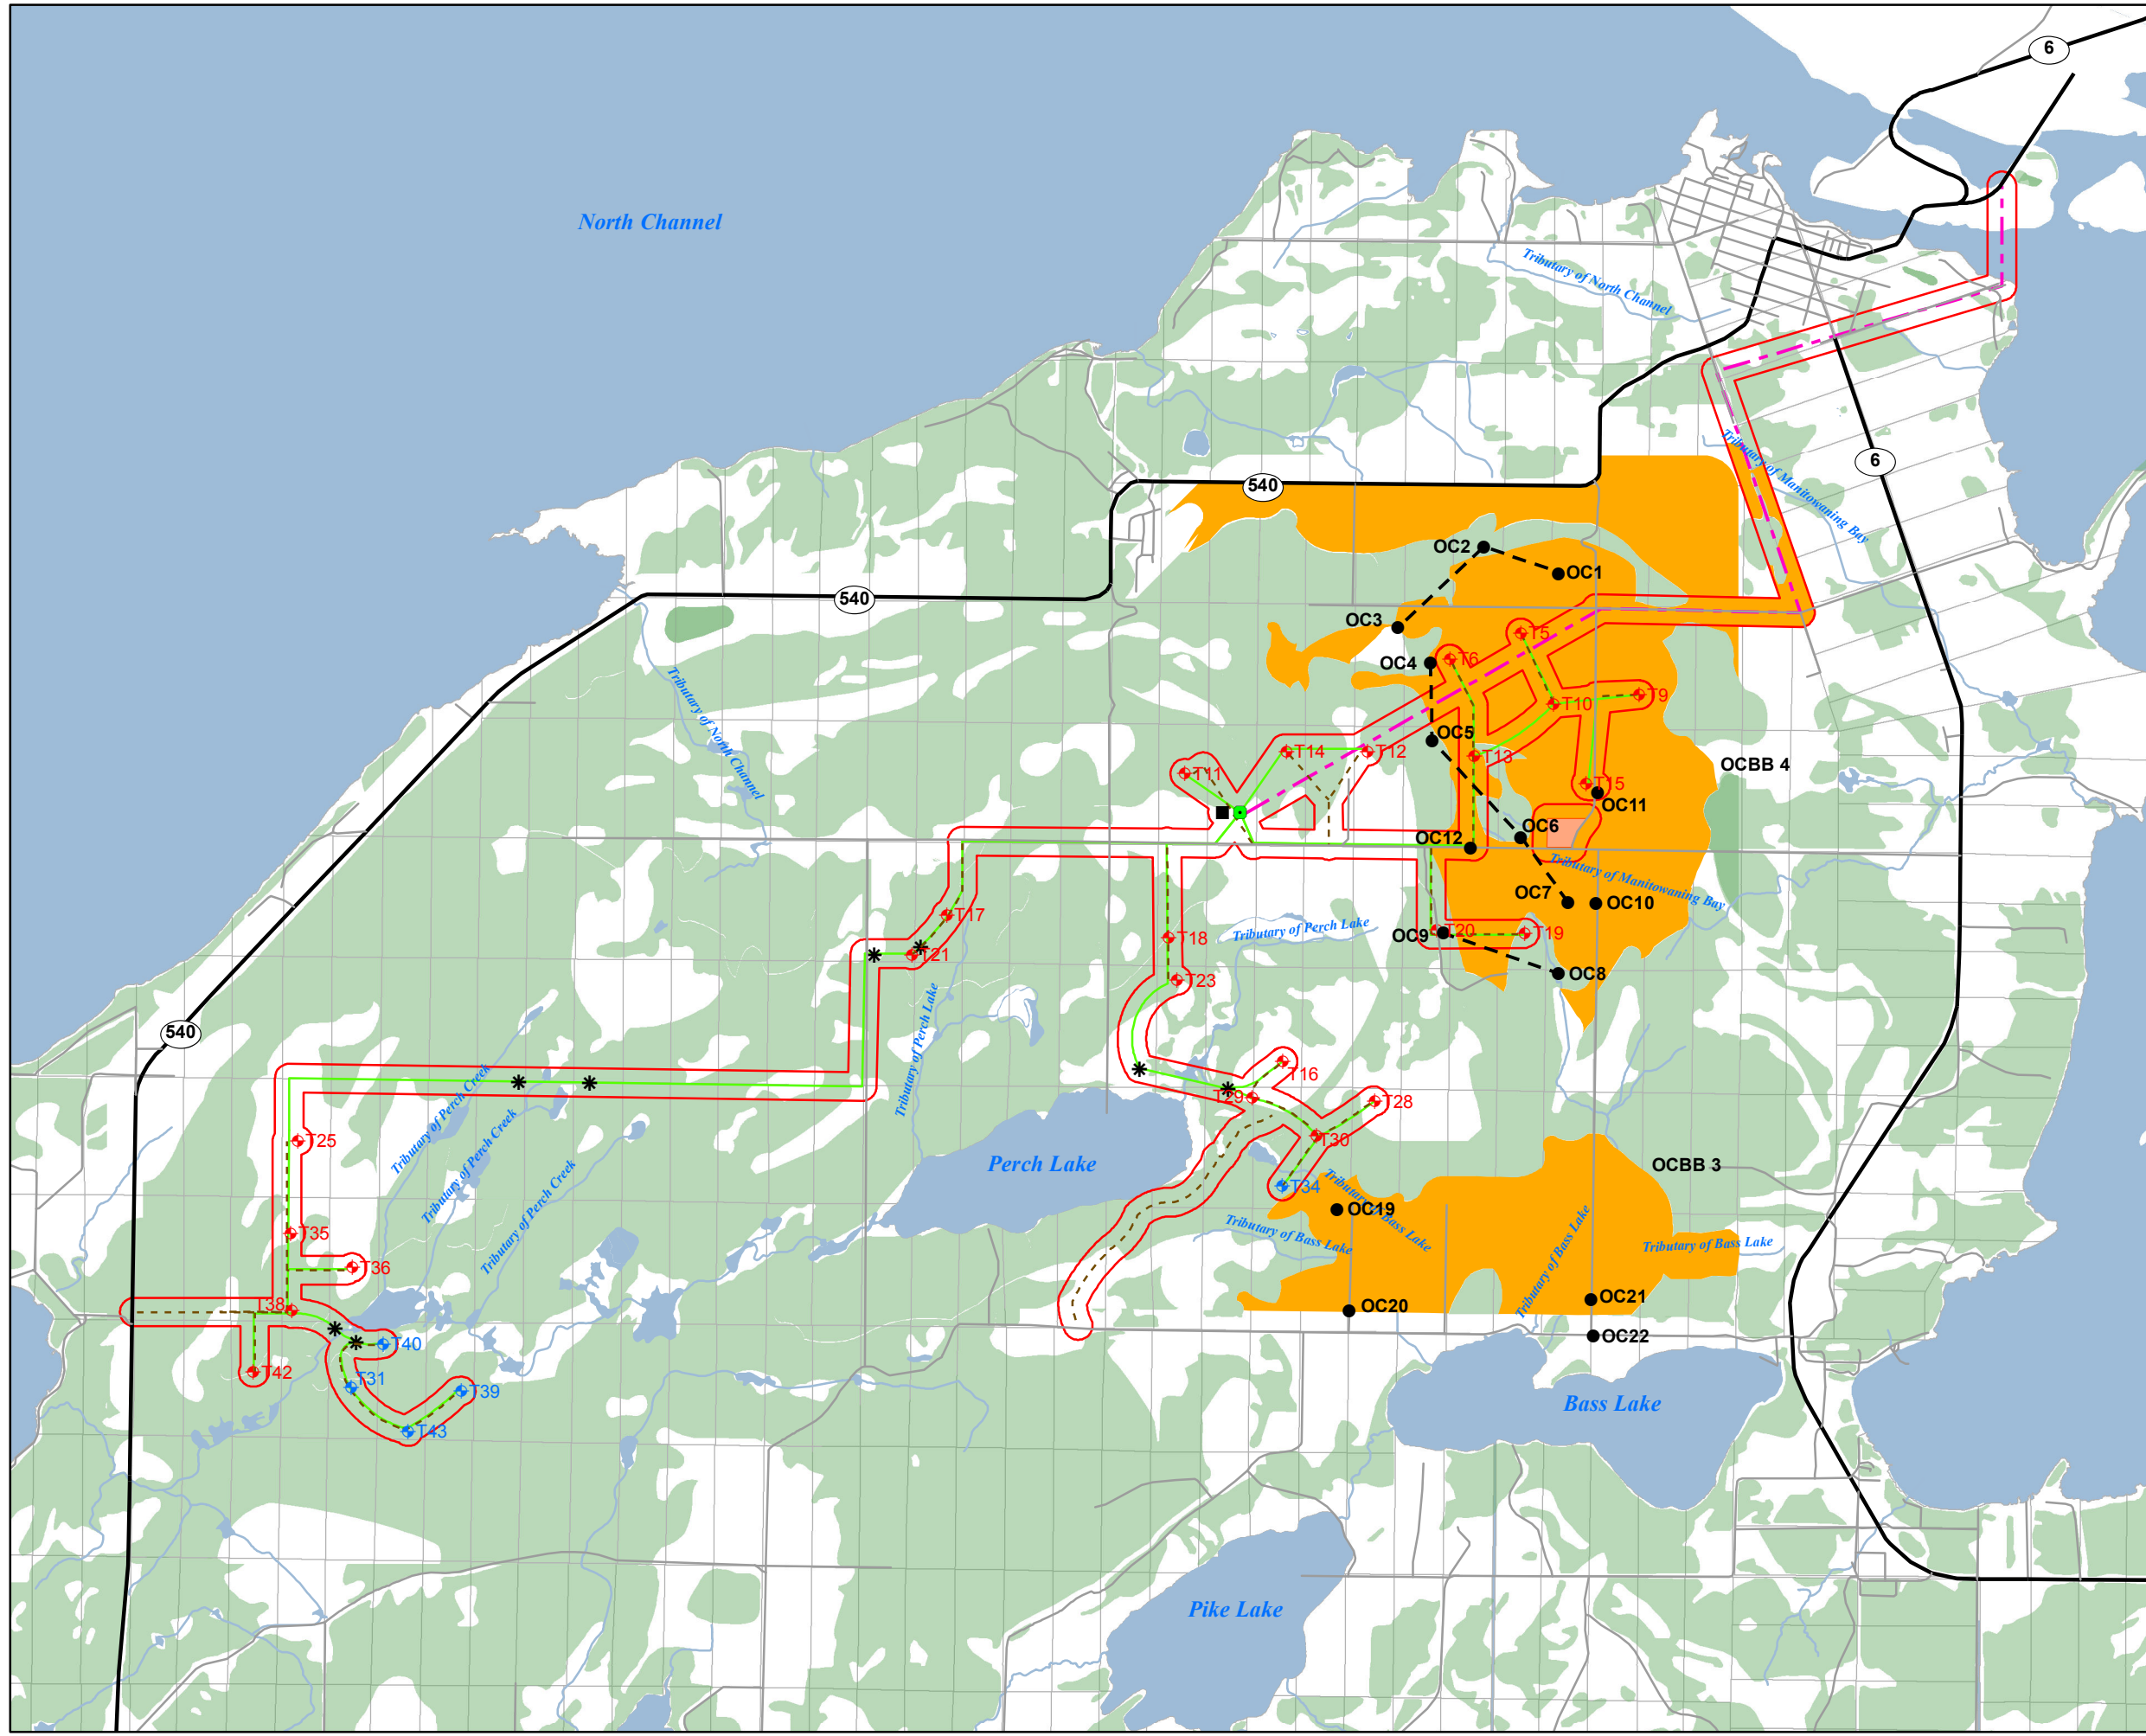 6
North Channel
Tributary of North Channel
6
540
Tributary of Manitowaning Bay
OC2
OC1
540
OC3
T5
OC4
T6
Tributary of North Channel
T9
T10
OC5
T14
T12
T13
OCBB 4
T11
T15
OC11
OC6
OC12
Tributary of Manitowaning Bay
OC7
OC10
T17
Tributary of Perch Lake
T20
T19
OC9
T18
T21
OC8
T23
540
Tributary of Perch Lake
T16
T29
T28
Tributary of Perch Creek
T25
T30
Tributary of Perch Creek
Perch Lake
OCBB 3
T34
Tributary of Perch Creek
Tributary of Bass Lake
OC19
Tributary of Bass Lake
T35
Tributary of Bass Lake
Tributary of Bass Lake
T36
OC21
T38
OC20
OC22
T40
T42
T31
T39
Bass Lake
T43
Pike Lake